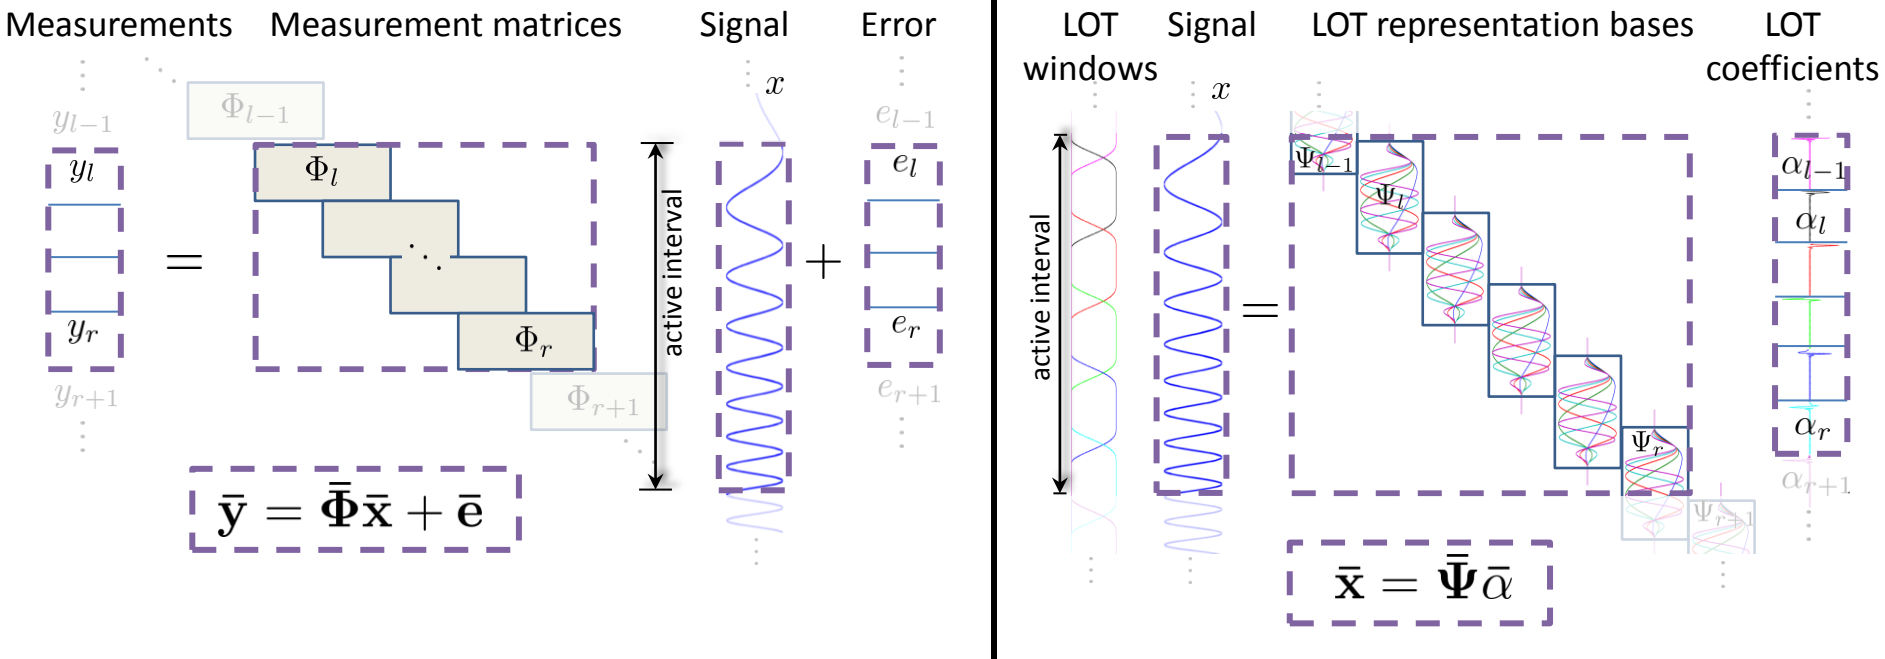 Measurements Measurement matrices Signal Error
x
Φ_{l−1}
y_{l−1} e_{l−1}
y_l Φ_l e_l
= ⋱ active interval +
y_r Φ_r e_r
y_{r+1} Φ_{r+1} e_{r+1}
ȳ = Φ̄x̄ + ē
LOT windows Signal LOT representation bases LOT coefficients
x
Ψ_{l−1} α_{l−1}
Ψ_l α_l
active interval =
Ψ_r α_r
Ψ_{r+1} α_{r+1}
x̄ = Ψ̄ᾱ